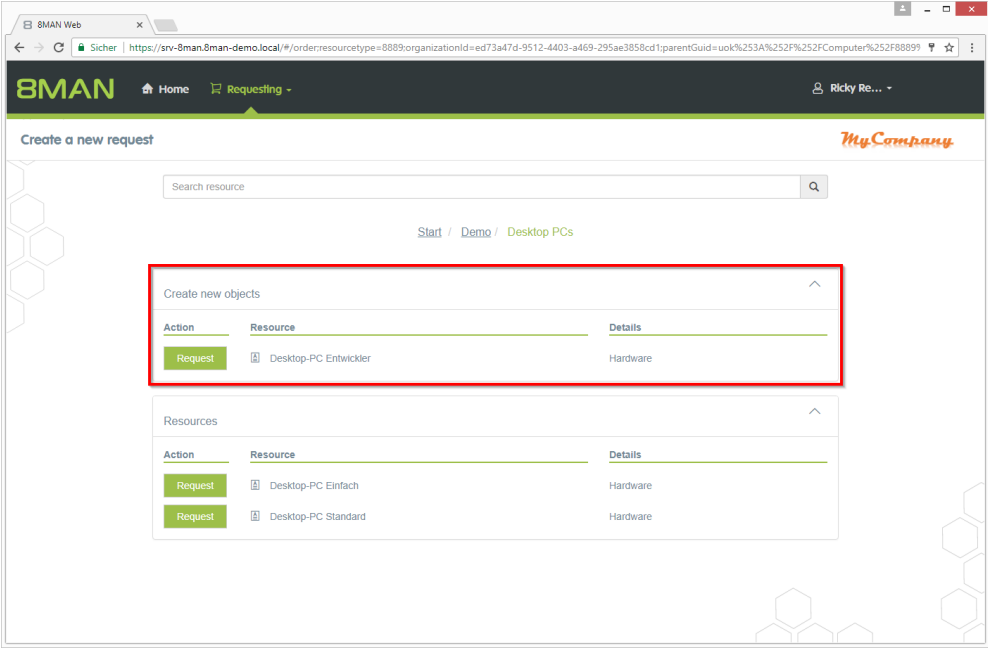 8MAN Web
Sicher https://srv-8man.8man-demo.local/#/order;resourcetype=8889;organizationId=ed73a47d-9512-4403-a469-295ae3858cd1;parentGuid=uok%253A%252F%252FComputer%252F8889%
8MAN Home Requesting Ricky Re...
Create a new request MyCompany
Search resource
Start / Demo / Desktop PCs
Create new objects
Action Resource Details
Request Desktop-PC Entwickler Hardware
Resources
Action Resource Details
Request Desktop-PC Einfach Hardware
Request Desktop-PC Standard Hardware